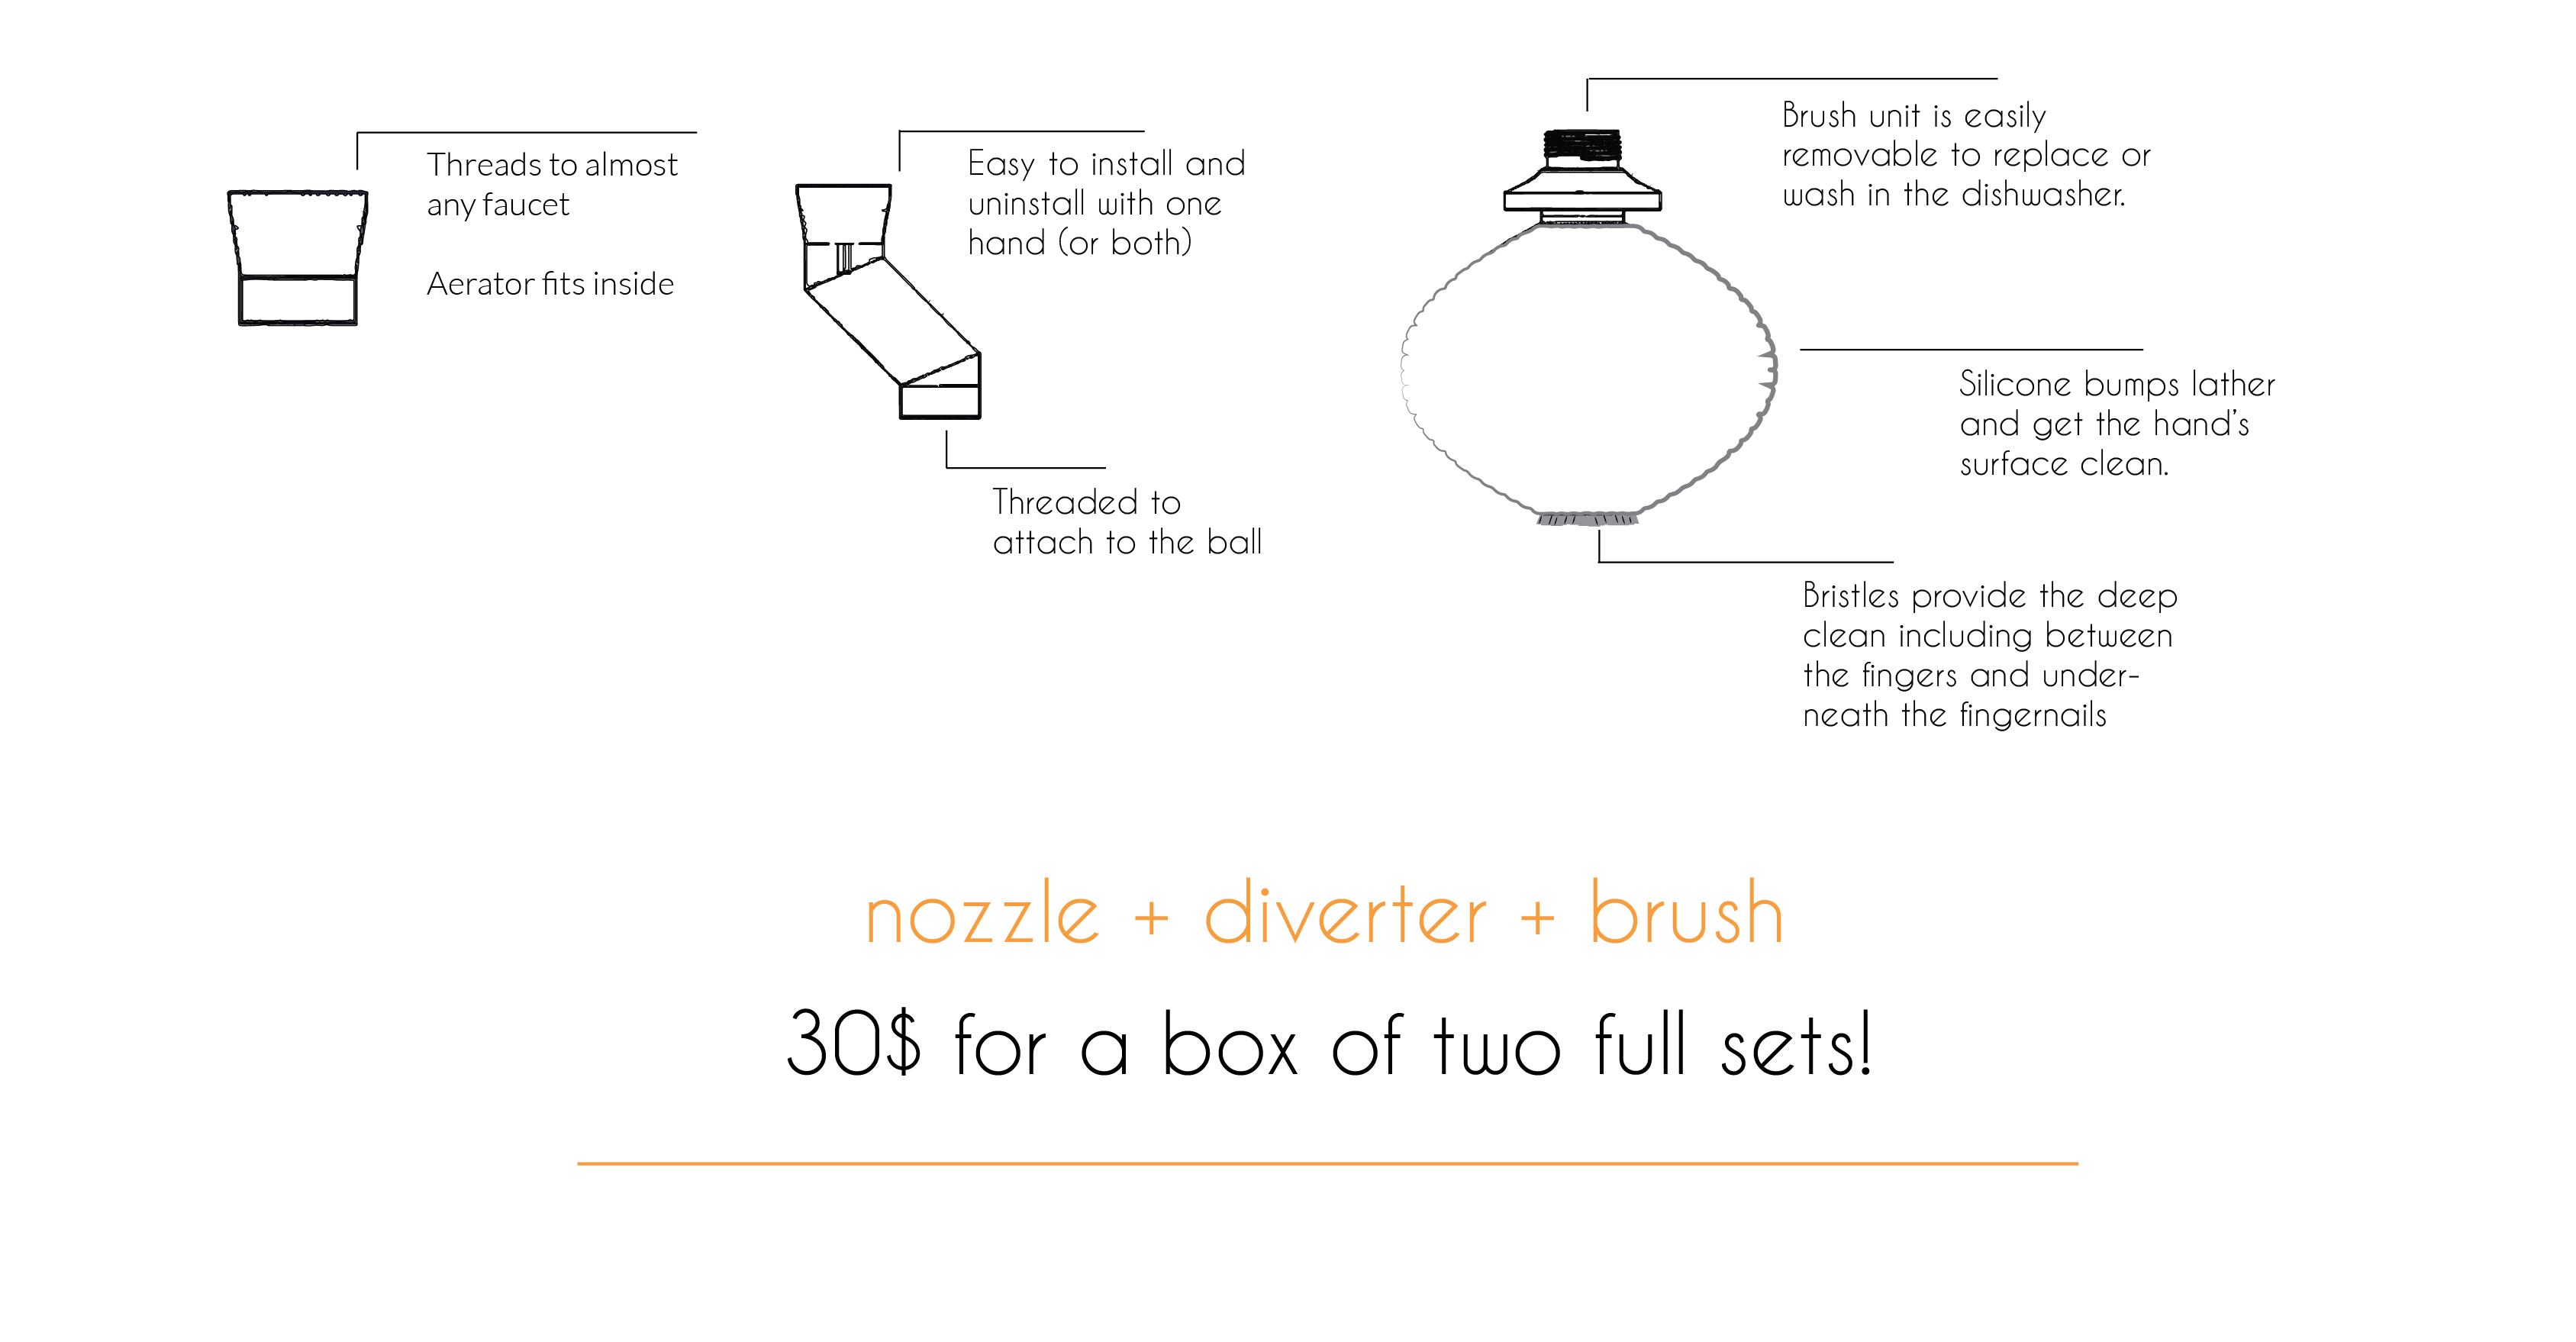 Threads to almost
any faucet
Aerator fits inside
Easy to install and
uninstall with one
hand (or both)
Threaded to
attach to the ball
Brush unit is easily
removable to replace or
wash in the dishwasher.
Silicone bumps lather
and get the hand’s
surface clean.
Bristles provide the deep
clean including between
the fingers and under-
neath the fingernails
nozzle + diverter + brush
30$ for a box of two full sets!